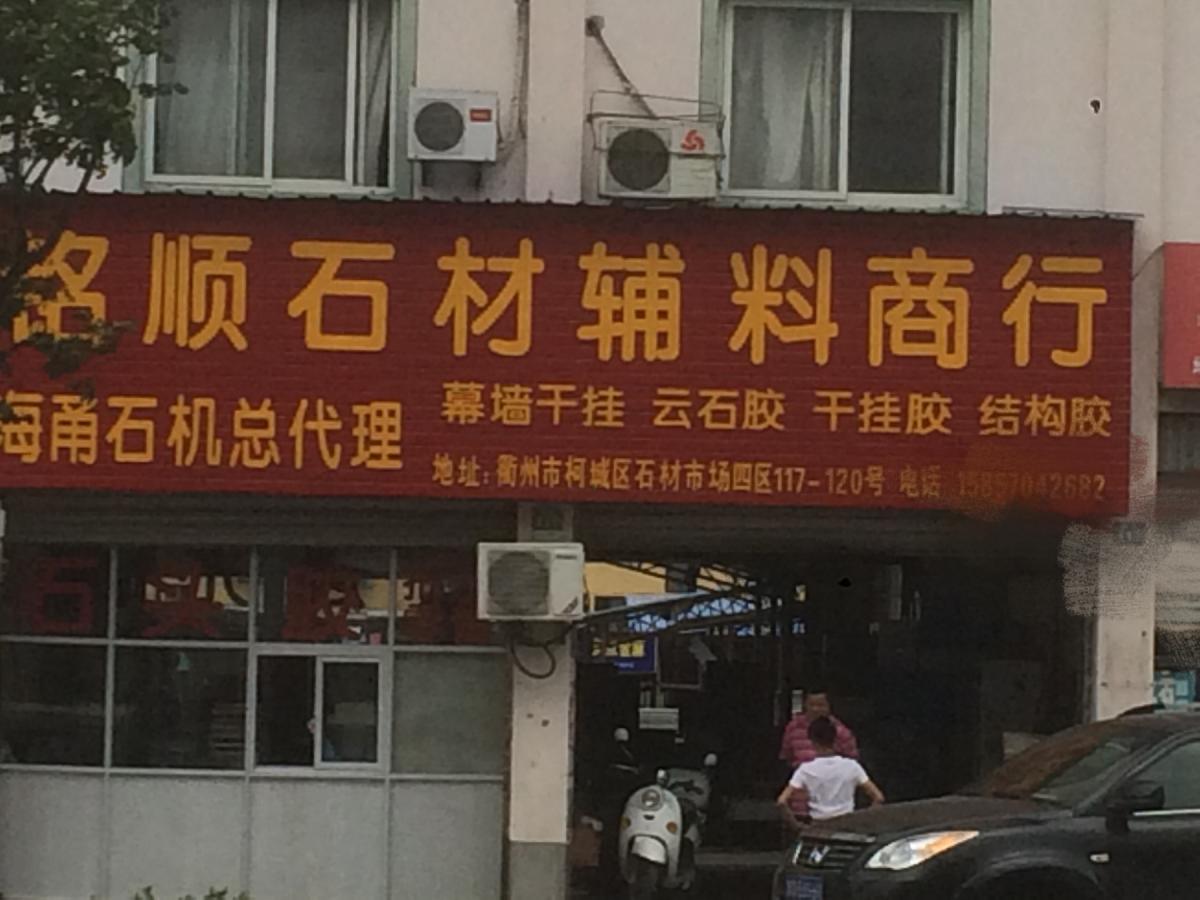 铭顺石材辅料商行
海甬石机总代理
幕墙干挂 云石胶 干挂胶 结构胶
地址:衢州市柯城区石材市场四区117-120号 电话 15857042682